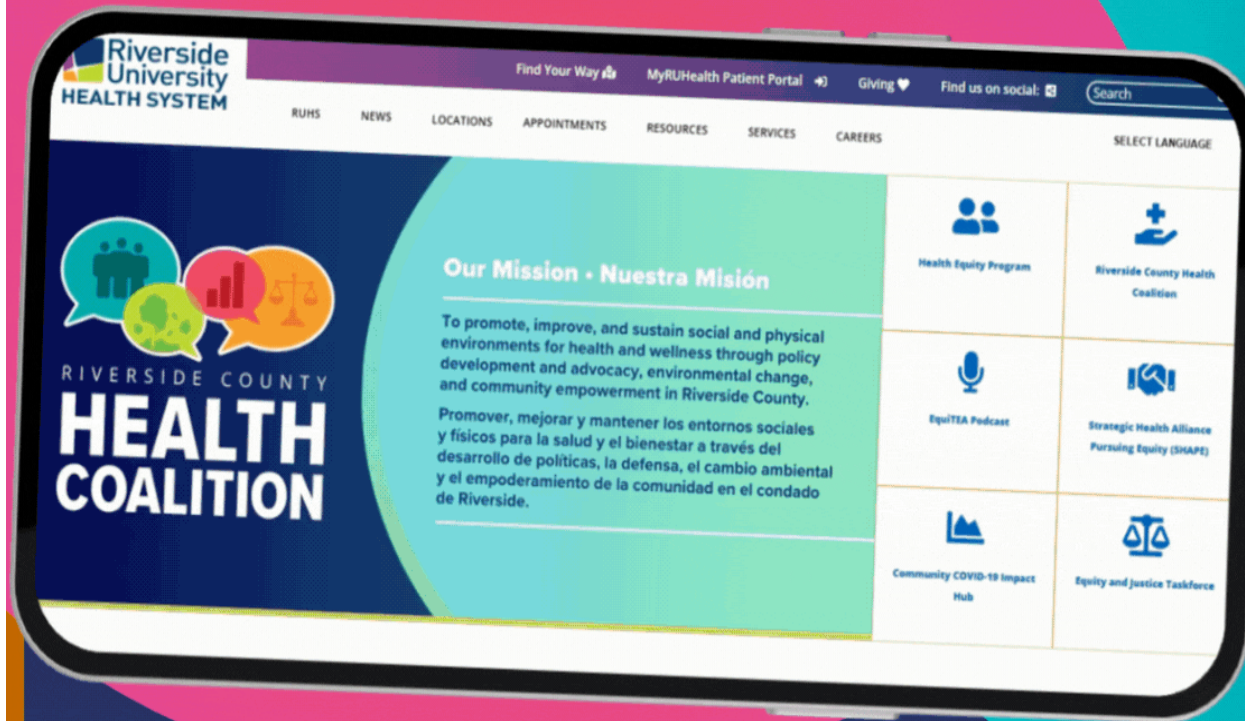 Riverside
University
HEALTH SYSTEM
Find Your Way
MyRUHealth Patient Portal
Giving
Find us on social:
Search
RUHS
NEWS
LOCATIONS
APPOINTMENTS
RESOURCES
SERVICES
CAREERS
SELECT LANGUAGE
RIVERSIDE COUNTY
HEALTH
COALITION
Our Mission • Nuestra Misión
To promote, improve, and sustain social and physical
environments for health and wellness through policy
development and advocacy, environmental change,
and community empowerment in Riverside County.
Promover, mejorar y mantener los entornos sociales
y físicos para la salud y el bienestar a través del
desarrollo de políticas, la defensa, el cambio ambiental
y el empoderamiento de la comunidad en el condado
de Riverside.
Health Equity Program
Riverside County Health
Coalition
EquiTEA Podcast
Strategic Health Alliance
Pursuing Equity (SHAPE)
Community COVID-19 Impact
Hub
Equity and Justice Taskforce